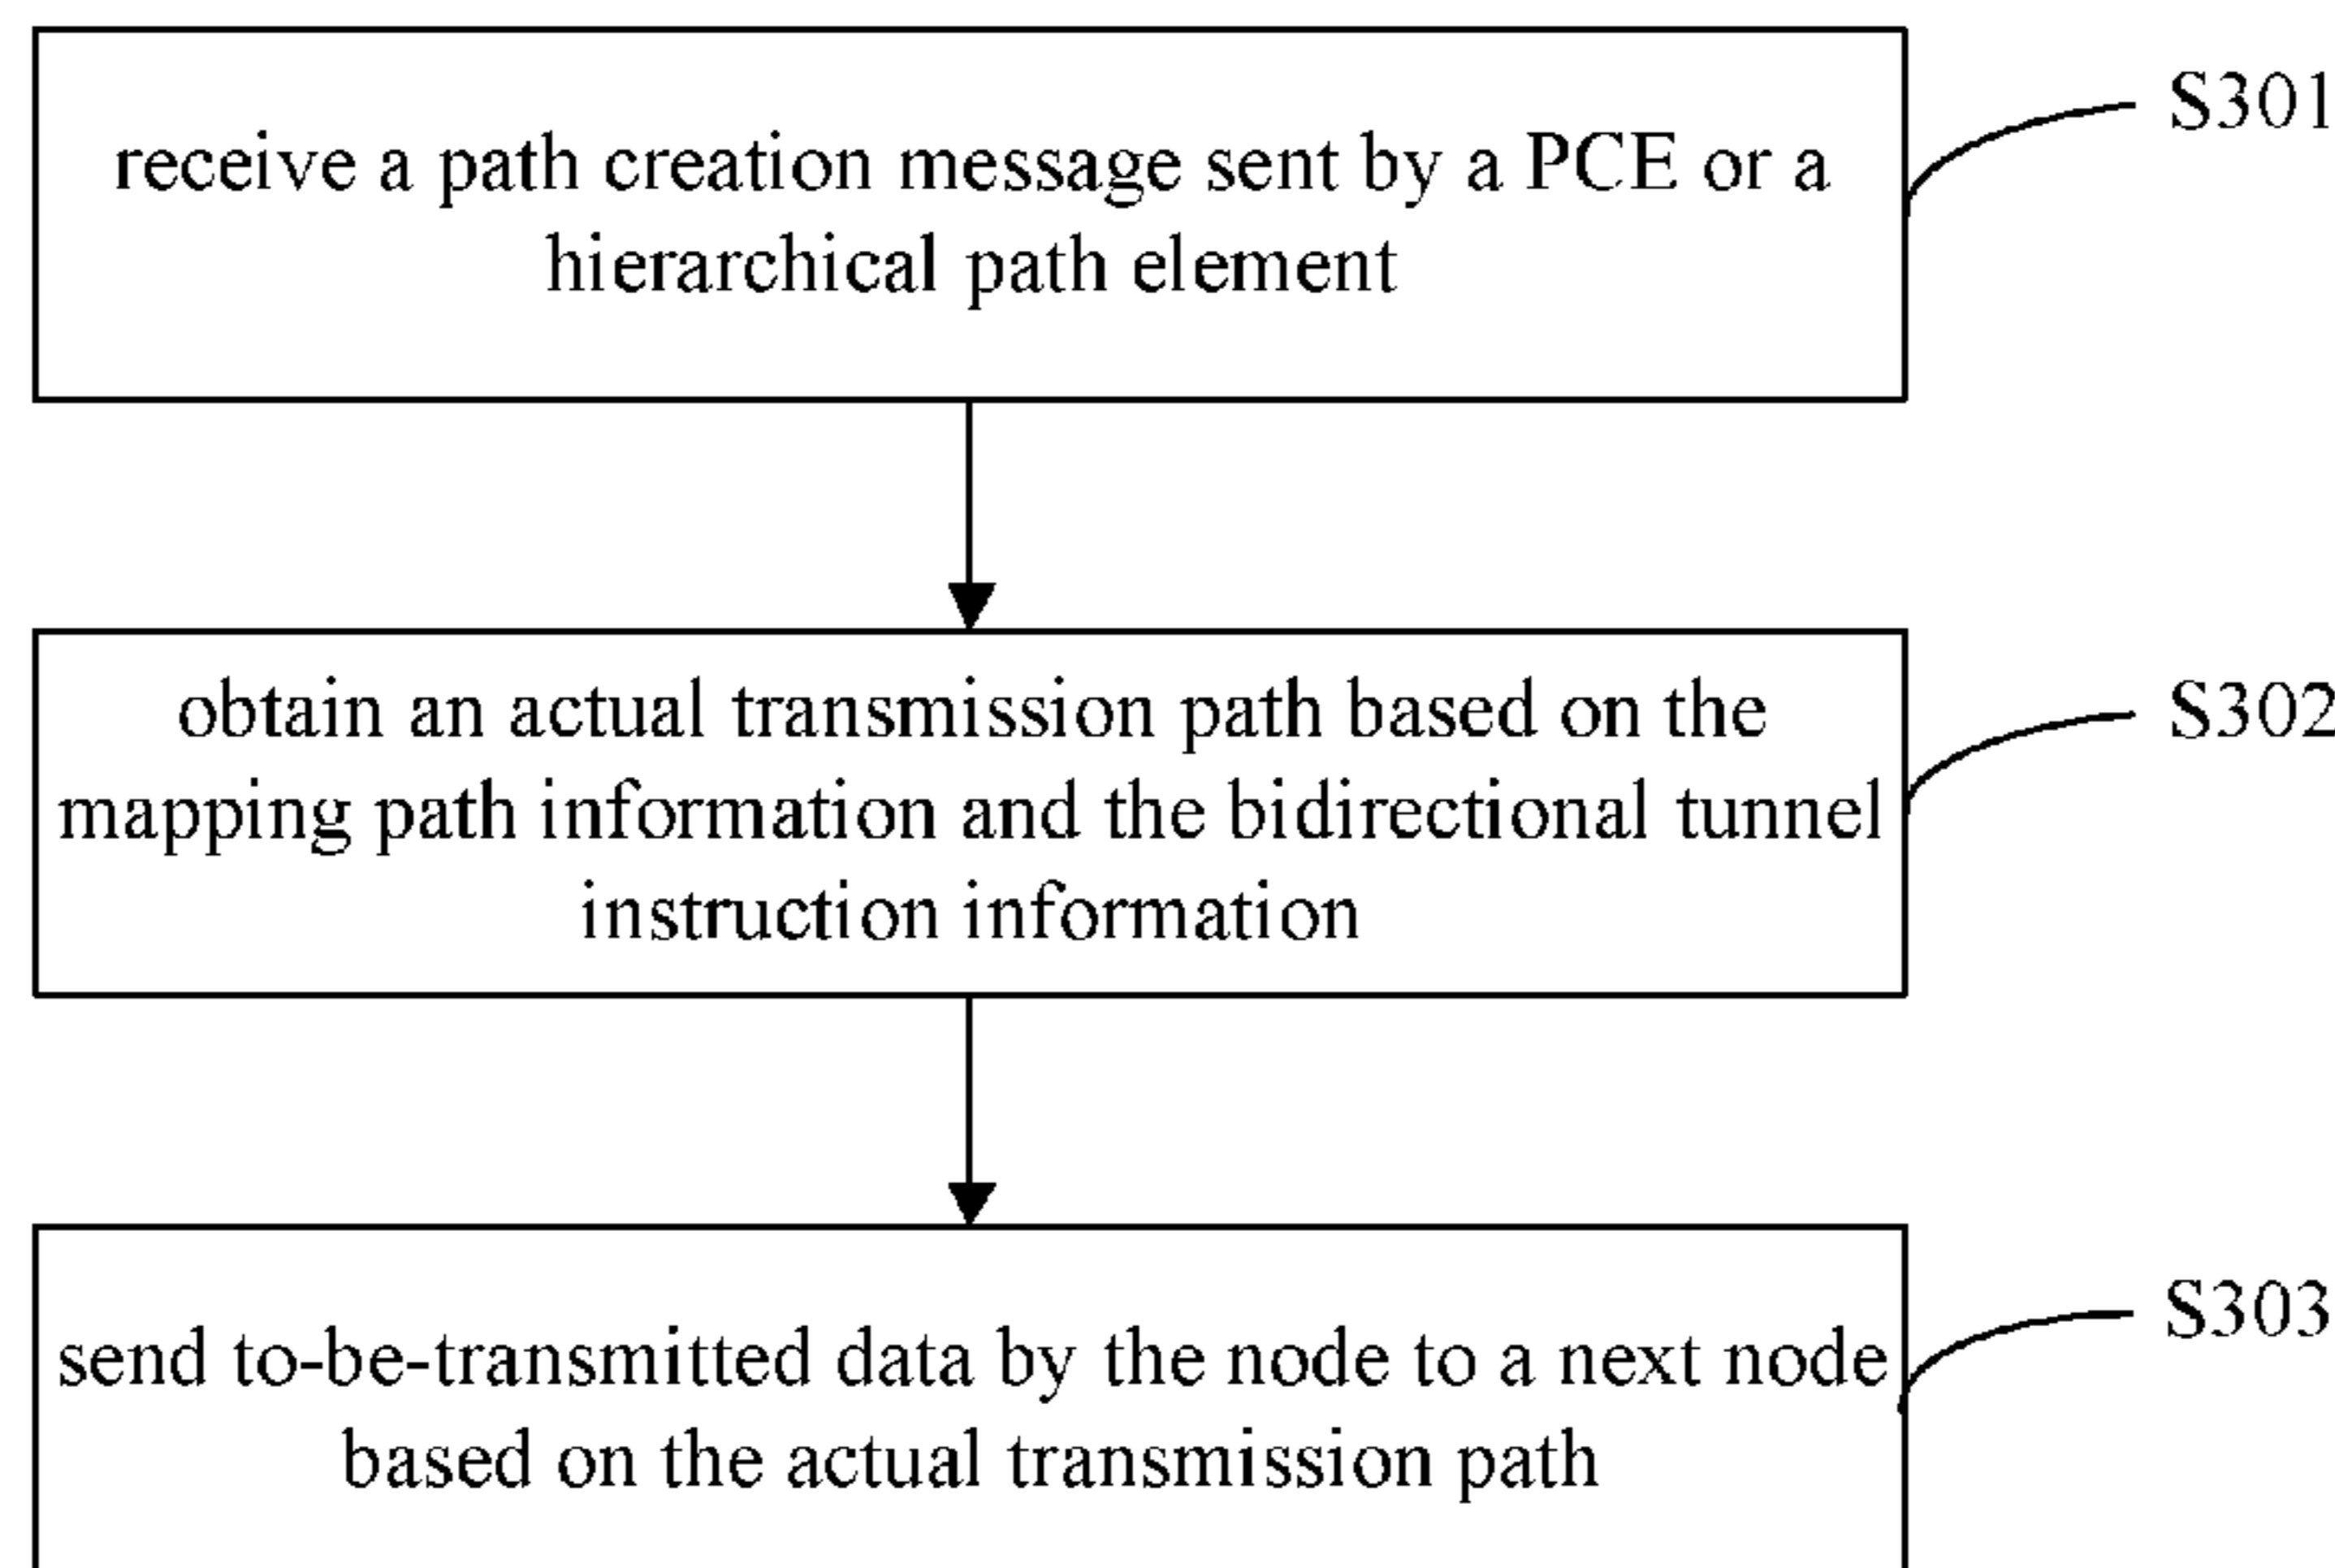 receive a path creation message sent by a PCE or a
hierarchical path element
S301
obtain an actual transmission path based on the
mapping path information and the bidirectional tunnel
instruction information
S302
send to-be-transmitted data by the node to a next node
based on the actual transmission path
S303